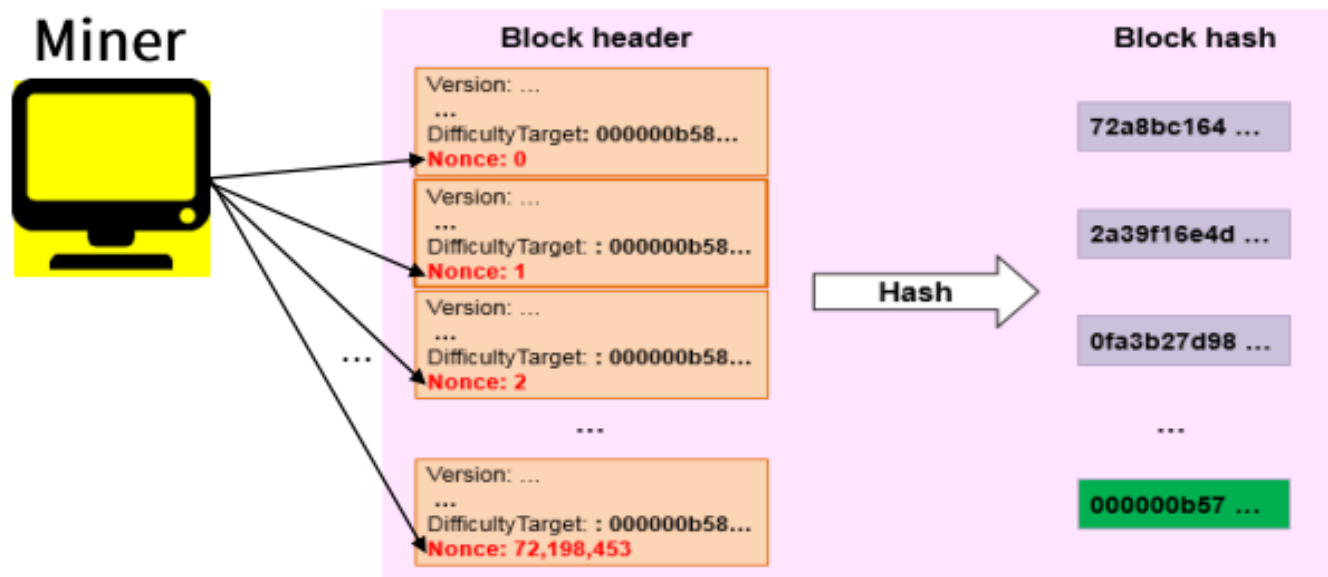 Miner
Block header
Block hash
Version: ...
...
DifficultyTarget: 000000b58...
Nonce: 0
72a8bc164 ...
Version: ...
...
DifficultyTarget: : 000000b58...
Nonce: 1
2a39f16e4d ...
Hash
Version: ...
...
DifficultyTarget: : 000000b58...
Nonce: 2
0fa3b27d98 ...
...
...
...
Version: ...
...
DifficultyTarget: : 000000b58...
Nonce: 72,198,453
000000b57 ...